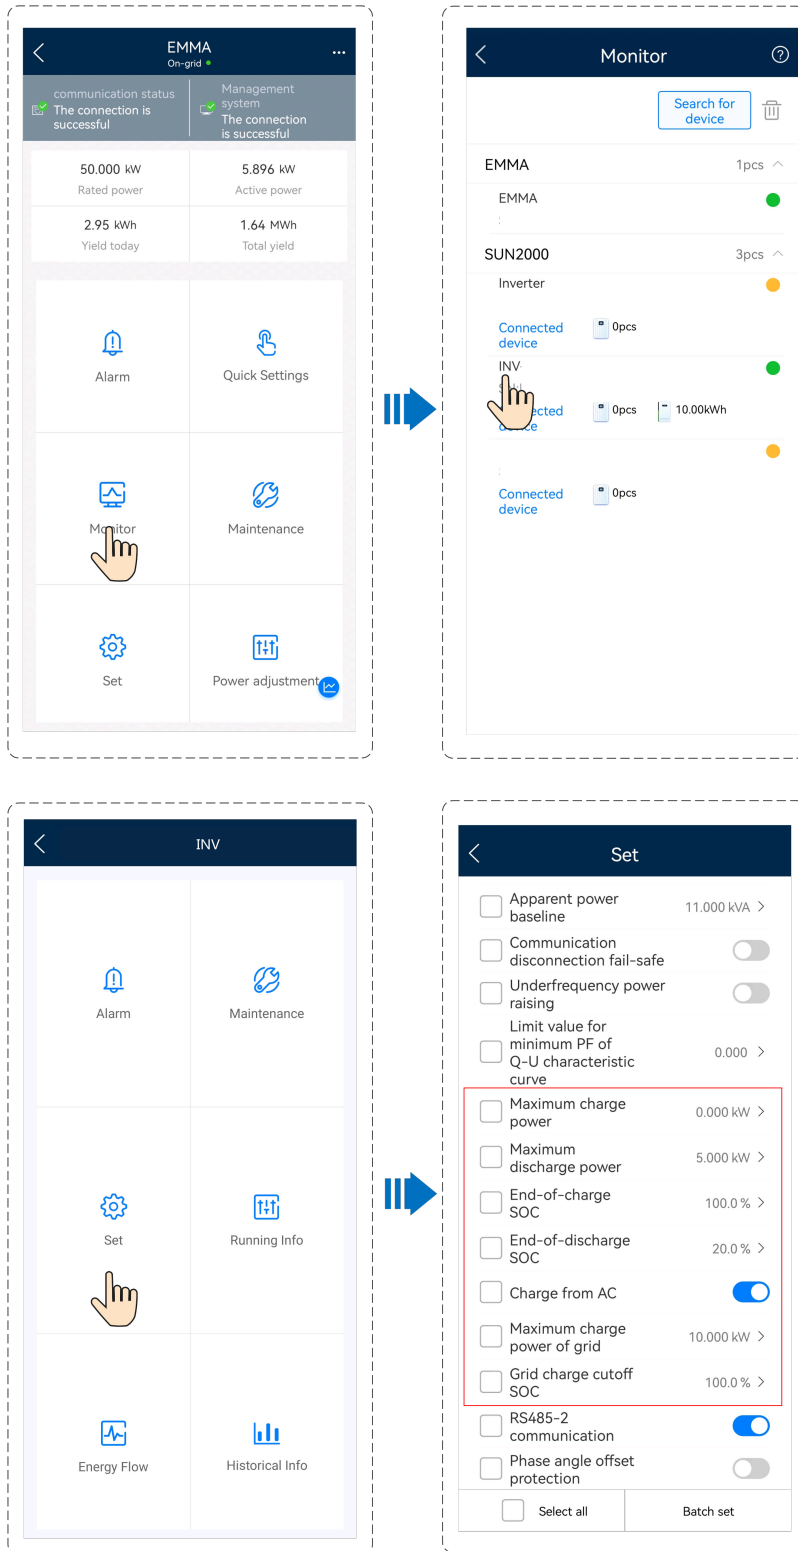 EMMA
On-grid
communication status
The connection is
successful
Management
system
The connection
is successful
50.000 kW
Rated power
5.896 kW
Active power
2.95 kWh
Yield today
1.64 MWh
Total yield
Alarm
Quick Settings
Monitor
Maintenance
Set
Power adjustment
Monitor
Search for
device
EMMA
1pcs
EMMA
SUN2000
3pcs
Inverter
Connected
device
0pcs
INV
0pcs
10.00kWh
Connected
device
0pcs
INV
Alarm
Maintenance
Set
Running Info
Energy Flow
Historical Info
Set
Apparent power
baseline
11.000 kVA
Communication
disconnection fail-safe
Underfrequency power
raising
Limit value for
minimum PF of
Q-U characteristic
curve
0.000
Maximum charge
power
0.000 kW
Maximum
discharge power
5.000 kW
End-of-charge
SOC
100.0 %
End-of-discharge
SOC
20.0 %
Charge from AC
Maximum charge
power of grid
10.000 kW
Grid charge cutoff
SOC
100.0 %
RS485-2
communication
Phase angle offset
protection
Select all
Batch set